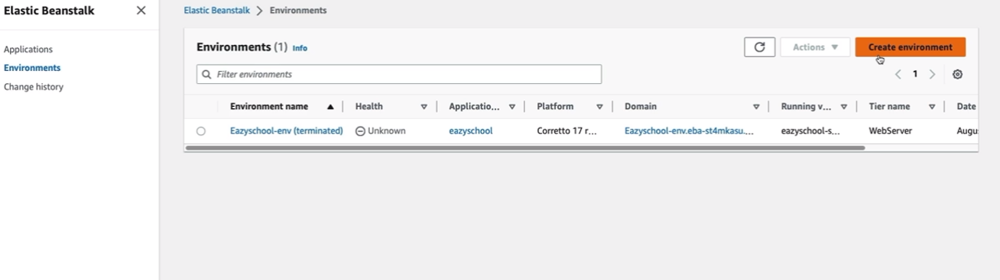 Elastic Beanstalk
Applications
Environments
Change history
Elastic Beanstalk > Environments
Environments (1) Info
Actions
Create environment
Filter environments
1
Environment name Health Applicatio... Platform Domain Running v... Tier name Date
Eazyschool-env (terminated) Unknown eazyschool Corretto 17 r... Eazyschool-env.eba-st4mkasu.... eazyschool-s... WebServer Augu